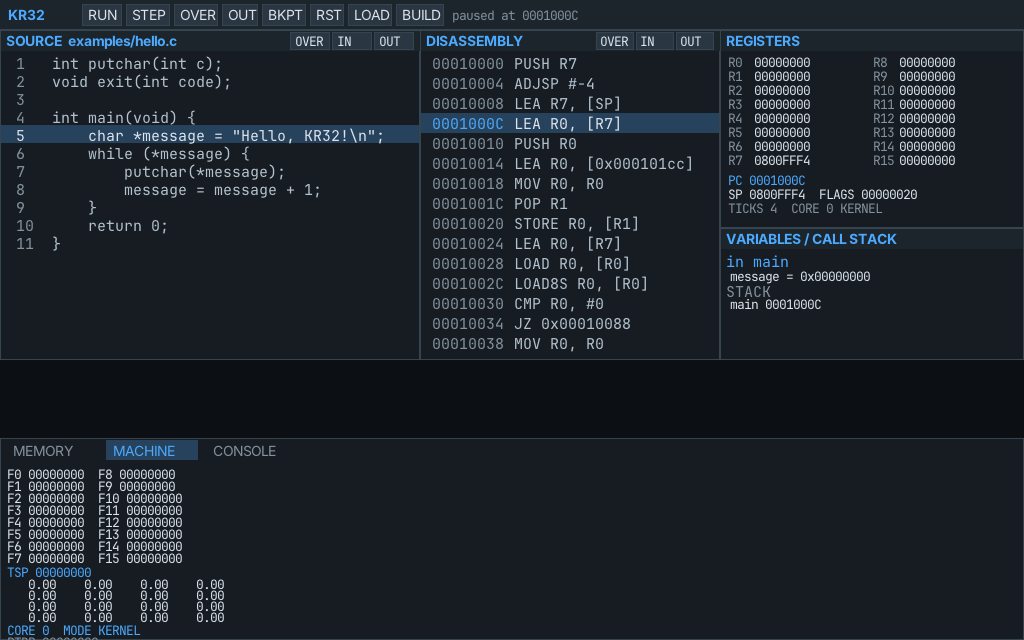 KR32 RUN STEP OVER OUT BKPT RST LOAD BUILD paused at 0001000C
SOURCE examples/hello.c OVER IN OUT
1 int putchar(int c);
2 void exit(int code);
3
4 int main(void) {
5 char *message = "Hello, KR32!\n";
6 while (*message) {
7 putchar(*message);
8 message = message + 1;
9 }
10 return 0;
11 }
DISASSEMBLY OVER IN OUT
00010000 PUSH R7
00010004 ADJSP #-4
00010008 LEA R7, [SP]
0001000C LEA R0, [R7]
00010010 PUSH R0
00010014 LEA R0, [0x000101cc]
00010018 MOV R0, R0
0001001C POP R1
00010020 STORE R0, [R1]
00010024 LEA R0, [R7]
00010028 LOAD R0, [R0]
0001002C LOAD8S R0, [R0]
00010030 CMP R0, #0
00010034 JZ 0x00010088
00010038 MOV R0, R0
REGISTERS
R0 00000000 R8 00000000
R1 00000000 R9 00000000
R2 00000000 R10 00000000
R3 00000000 R11 00000000
R4 00000000 R12 00000000
R5 00000000 R13 00000000
R6 00000000 R14 00000000
R7 0800FFF4 R15 00000000
PC 0001000C
SP 0800FFF4 FLAGS 00000020
TICKS 4 CORE 0 KERNEL
VARIABLES / CALL STACK
in main
message = 0x00000000
STACK
main 0001000C
MEMORY MACHINE CONSOLE
F0 00000000 F8 00000000
F1 00000000 F9 00000000
F2 00000000 F10 00000000
F3 00000000 F11 00000000
F4 00000000 F12 00000000
F5 00000000 F13 00000000
F6 00000000 F14 00000000
F7 00000000 F15 00000000
TSP 00000000
0.00 0.00 0.00 0.00
0.00 0.00 0.00 0.00
0.00 0.00 0.00 0.00
0.00 0.00 0.00 0.00
CORE 0 MODE KERNEL